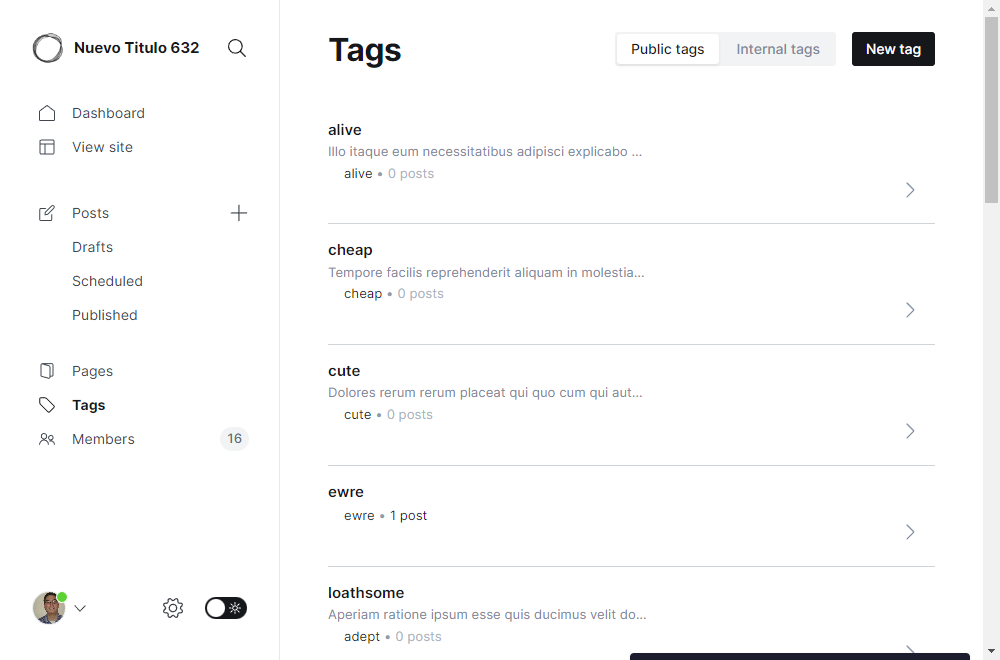 Nuevo Titulo 632
Dashboard
View site
Posts
Drafts
Scheduled
Published
Pages
Tags
Members 16
Tags
Public tags Internal tags New tag
alive
Illo itaque eum necessitatibus adipisci explicabo ...
alive • 0 posts
cheap
Tempore facilis reprehenderit aliquam in molestia...
cheap • 0 posts
cute
Dolores rerum rerum placeat qui quo cum qui aut...
cute • 0 posts
ewre
ewre • 1 post
loathsome
Aperiam ratione ipsum esse quis ducimus velit do...
adept • 0 posts